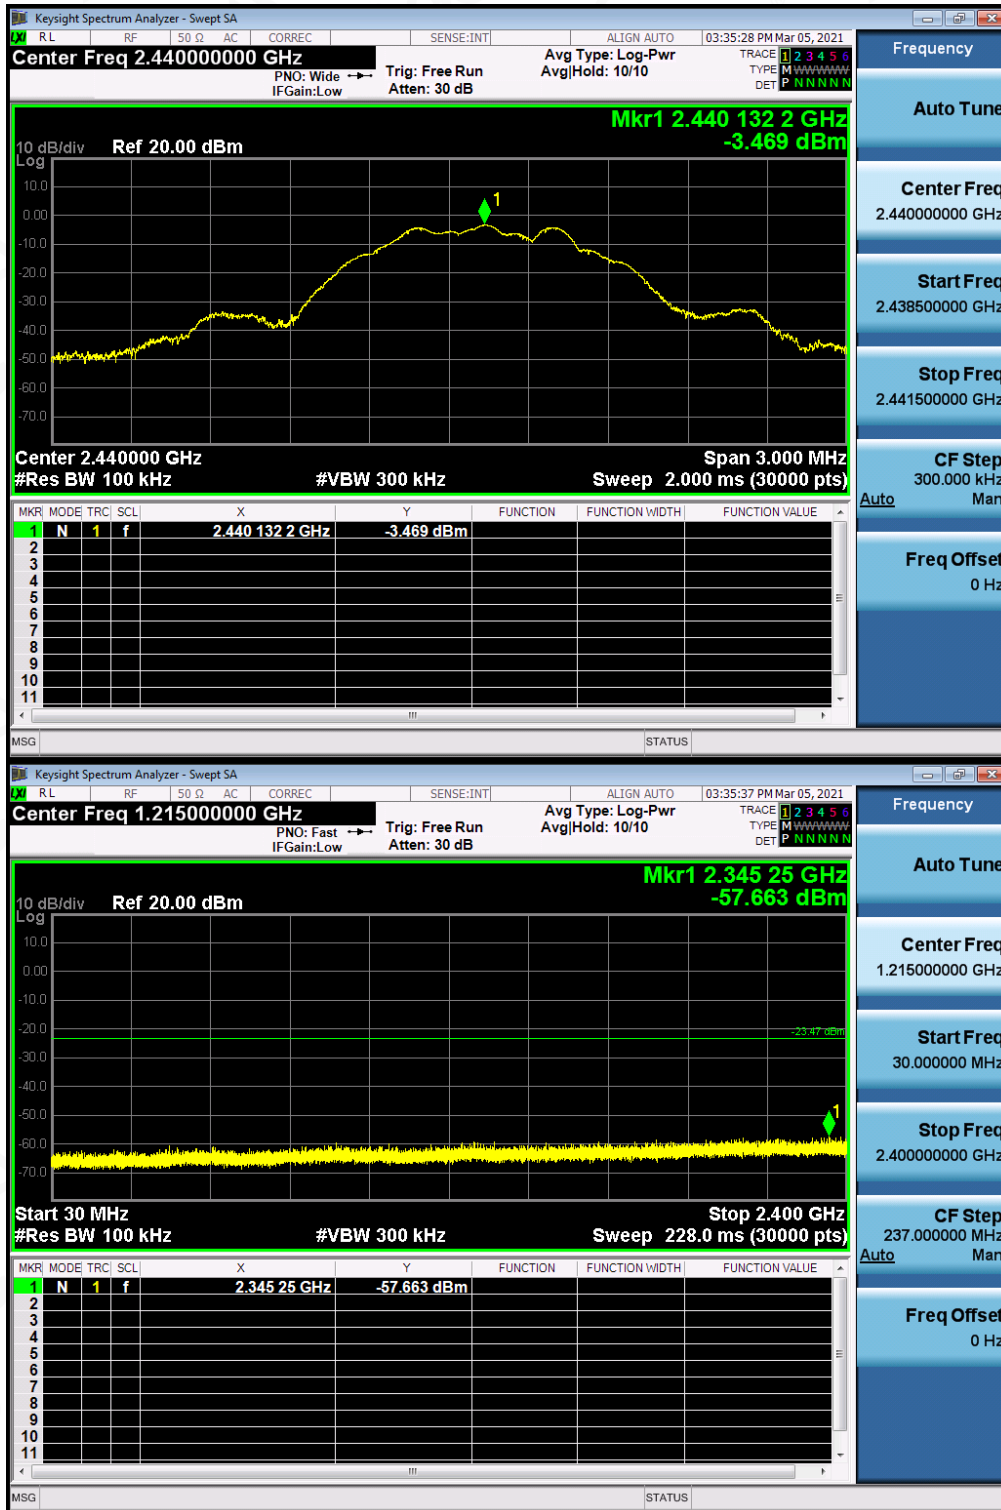 Keysight Spectrum Analyzer - Swept SA
LXI RL RF 50 Ω AC CORREC SENSE:INT ALIGN AUTO 03:35:28 PM Mar 05, 2021
Center Freq 2.440000000 GHz
PNO: Wide
IFGain:Low
Trig: Free Run
Atten: 30 dB
Avg Type: Log-Pwr
Avg|Hold: 10/10
TRACE 1 2 3 4 5 6
TYPE M WWWWW
DET P N N N N N
Mkr1 2.440 132 2 GHz
-3.469 dBm
10 dB/div Ref 20.00 dBm
Log
10.0
0.00
-10.0
-20.0
-30.0
-40.0
-50.0
-60.0
-70.0
1
Center 2.440000 GHz Span 3.000 MHz
#Res BW 100 kHz #VBW 300 kHz Sweep 2.000 ms (30000 pts)
MKR MODE TRC SCL X Y FUNCTION FUNCTION WIDTH FUNCTION VALUE
1 N 1 f 2.440 132 2 GHz -3.469 dBm
2
3
4
5
6
7
8
9
10
11
MSG STATUS
Frequency
Auto Tune
Center Freq
2.440000000 GHz
Start Freq
2.438500000 GHz
Stop Freq
2.441500000 GHz
CF Step
300.000 kHz
Auto Man
Freq Offset
0 Hz
Keysight Spectrum Analyzer - Swept SA
LXI RL RF 50 Ω AC CORREC SENSE:INT ALIGN AUTO 03:35:37 PM Mar 05, 2021
Center Freq 1.215000000 GHz
PNO: Fast
IFGain:Low
Trig: Free Run
Atten: 30 dB
Avg Type: Log-Pwr
Avg|Hold: 10/10
TRACE 1 2 3 4 5 6
TYPE M WWWWW
DET P N N N N N
Mkr1 2.345 25 GHz
-57.663 dBm
10 dB/div Ref 20.00 dBm
Log
10.0
0.00
-10.0
-20.0
-30.0
-40.0
-50.0
-60.0
-70.0
-23.47 dBm
1
Start 30 MHz Stop 2.400 GHz
#Res BW 100 kHz #VBW 300 kHz Sweep 228.0 ms (30000 pts)
MKR MODE TRC SCL X Y FUNCTION FUNCTION WIDTH FUNCTION VALUE
1 N 1 f 2.345 25 GHz -57.663 dBm
2
3
4
5
6
7
8
9
10
11
MSG STATUS
Frequency
Auto Tune
Center Freq
1.215000000 GHz
Start Freq
30.000000 MHz
Stop Freq
2.400000000 GHz
CF Step
237.000000 MHz
Auto Man
Freq Offset
0 Hz